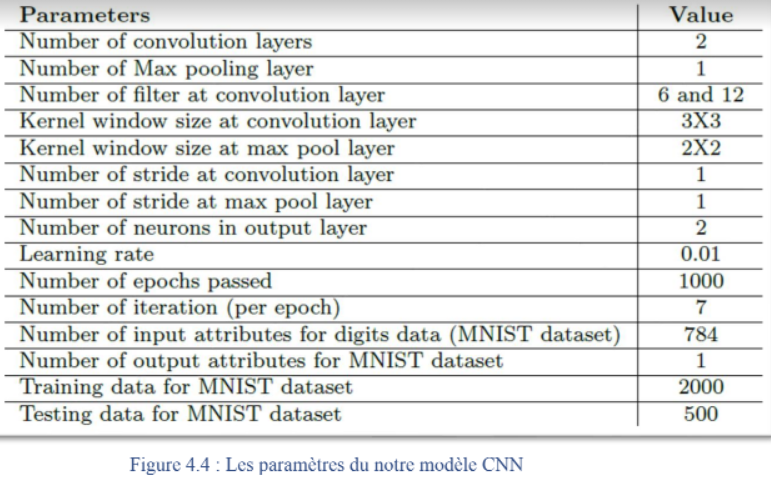 Parameters Value
Number of convolution layers 2
Number of Max pooling layer 1
Number of filter at convolution layer 6 and 12
Kernel window size at convolution layer 3X3
Kernel window size at max pool layer 2X2
Number of stride at convolution layer 1
Number of stride at max pool layer 1
Number of neurons in output layer 2
Learning rate 0.01
Number of epochs passed 1000
Number of iteration (per epoch) 7
Number of input attributes for digits data (MNIST dataset) 784
Number of output attributes for MNIST dataset 1
Training data for MNIST dataset 2000
Testing data for MNIST dataset 500
Figure 4.4 : Les paramètres du notre modèle CNN